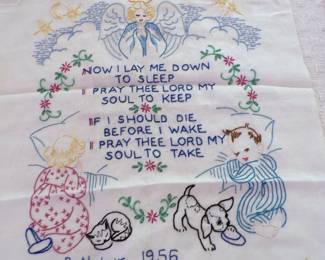 NOW I LAY ME DOWN
TO SLEEP
I PRAY THEE LORD MY
SOUL TO KEEP
IF I SHOULD DIE
BEFORE I WAKE
I PRAY THEE LORD MY
SOUL TO TAKE
1956